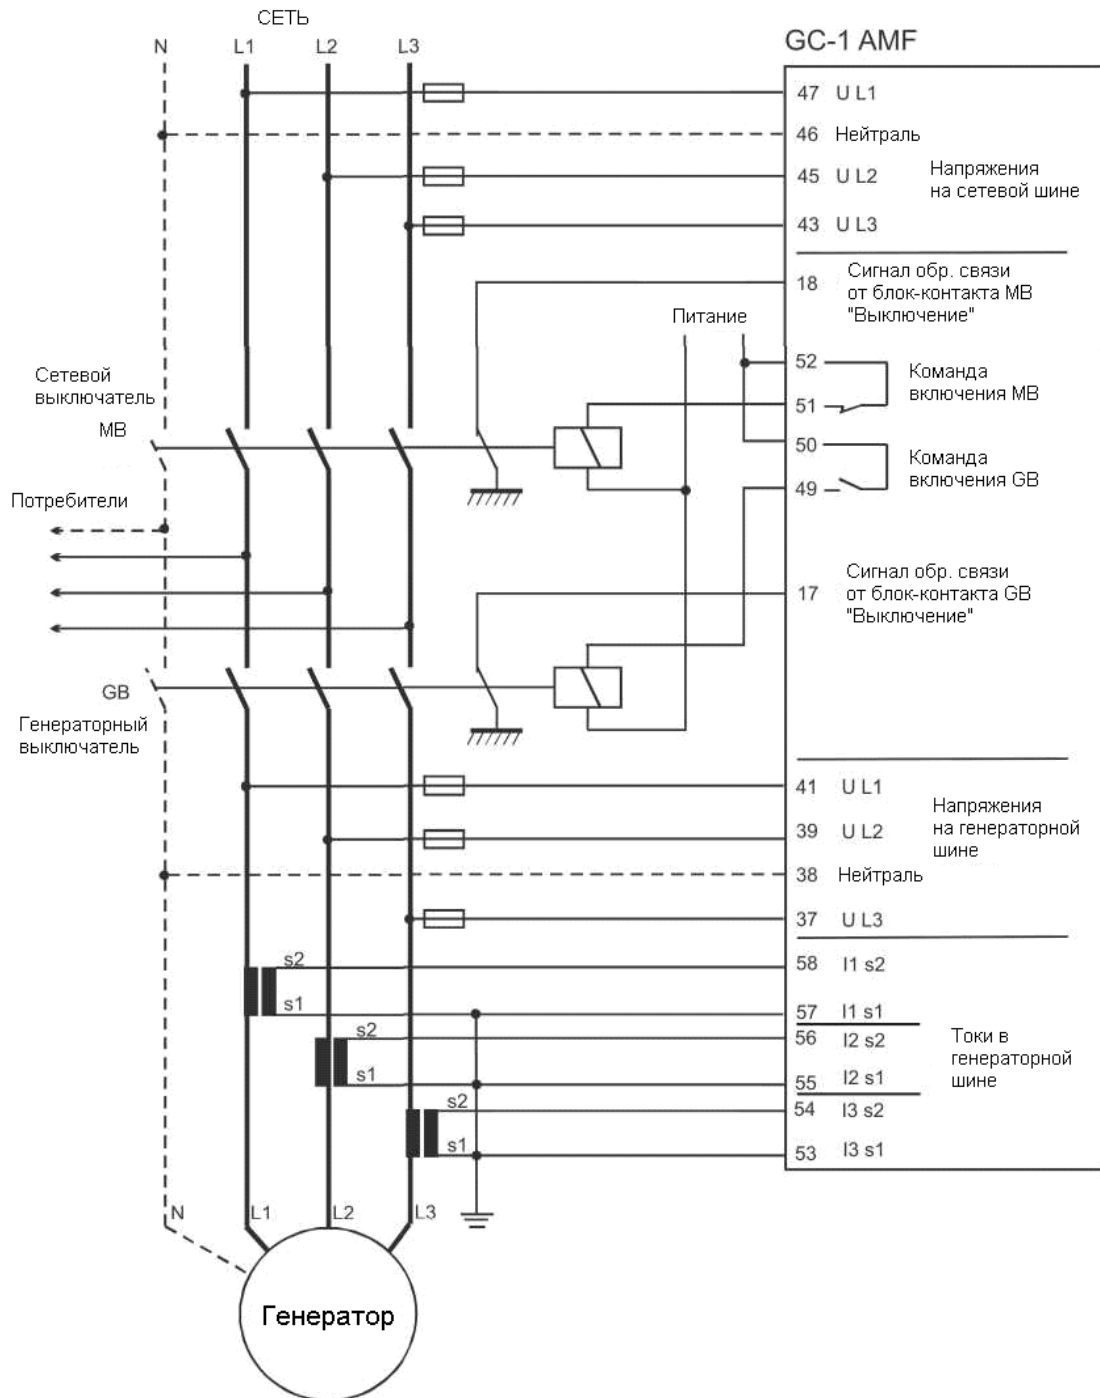 СЕТЬ
N L1 L2 L3
GC-1 AMF
47 U L1
46 Нейтраль
45 U L2
Напряжения
на сетевой шине
43 U L3
18
Сигнал обр. связи
от блок-контакта MB
"Выключение"
Питание
52
51
Команда
включения MB
50
49
Команда
включения GB
Сетевой
выключатель
MB
Потребители
17
Сигнал обр. связи
от блок-контакта GB
"Выключение"
GB
Генераторный
выключатель
41 U L1
39 U L2
Напряжения
на генераторной
шине
38 Нейтраль
37 U L3
s2
58 I1 s2
s1
57 I1 s1
s2
56 I2 s2
s1
55 I2 s1
Токи в
генераторной
шине
s2
54 I3 s2
s1
53 I3 s1
N L1 L2 L3
Генератор